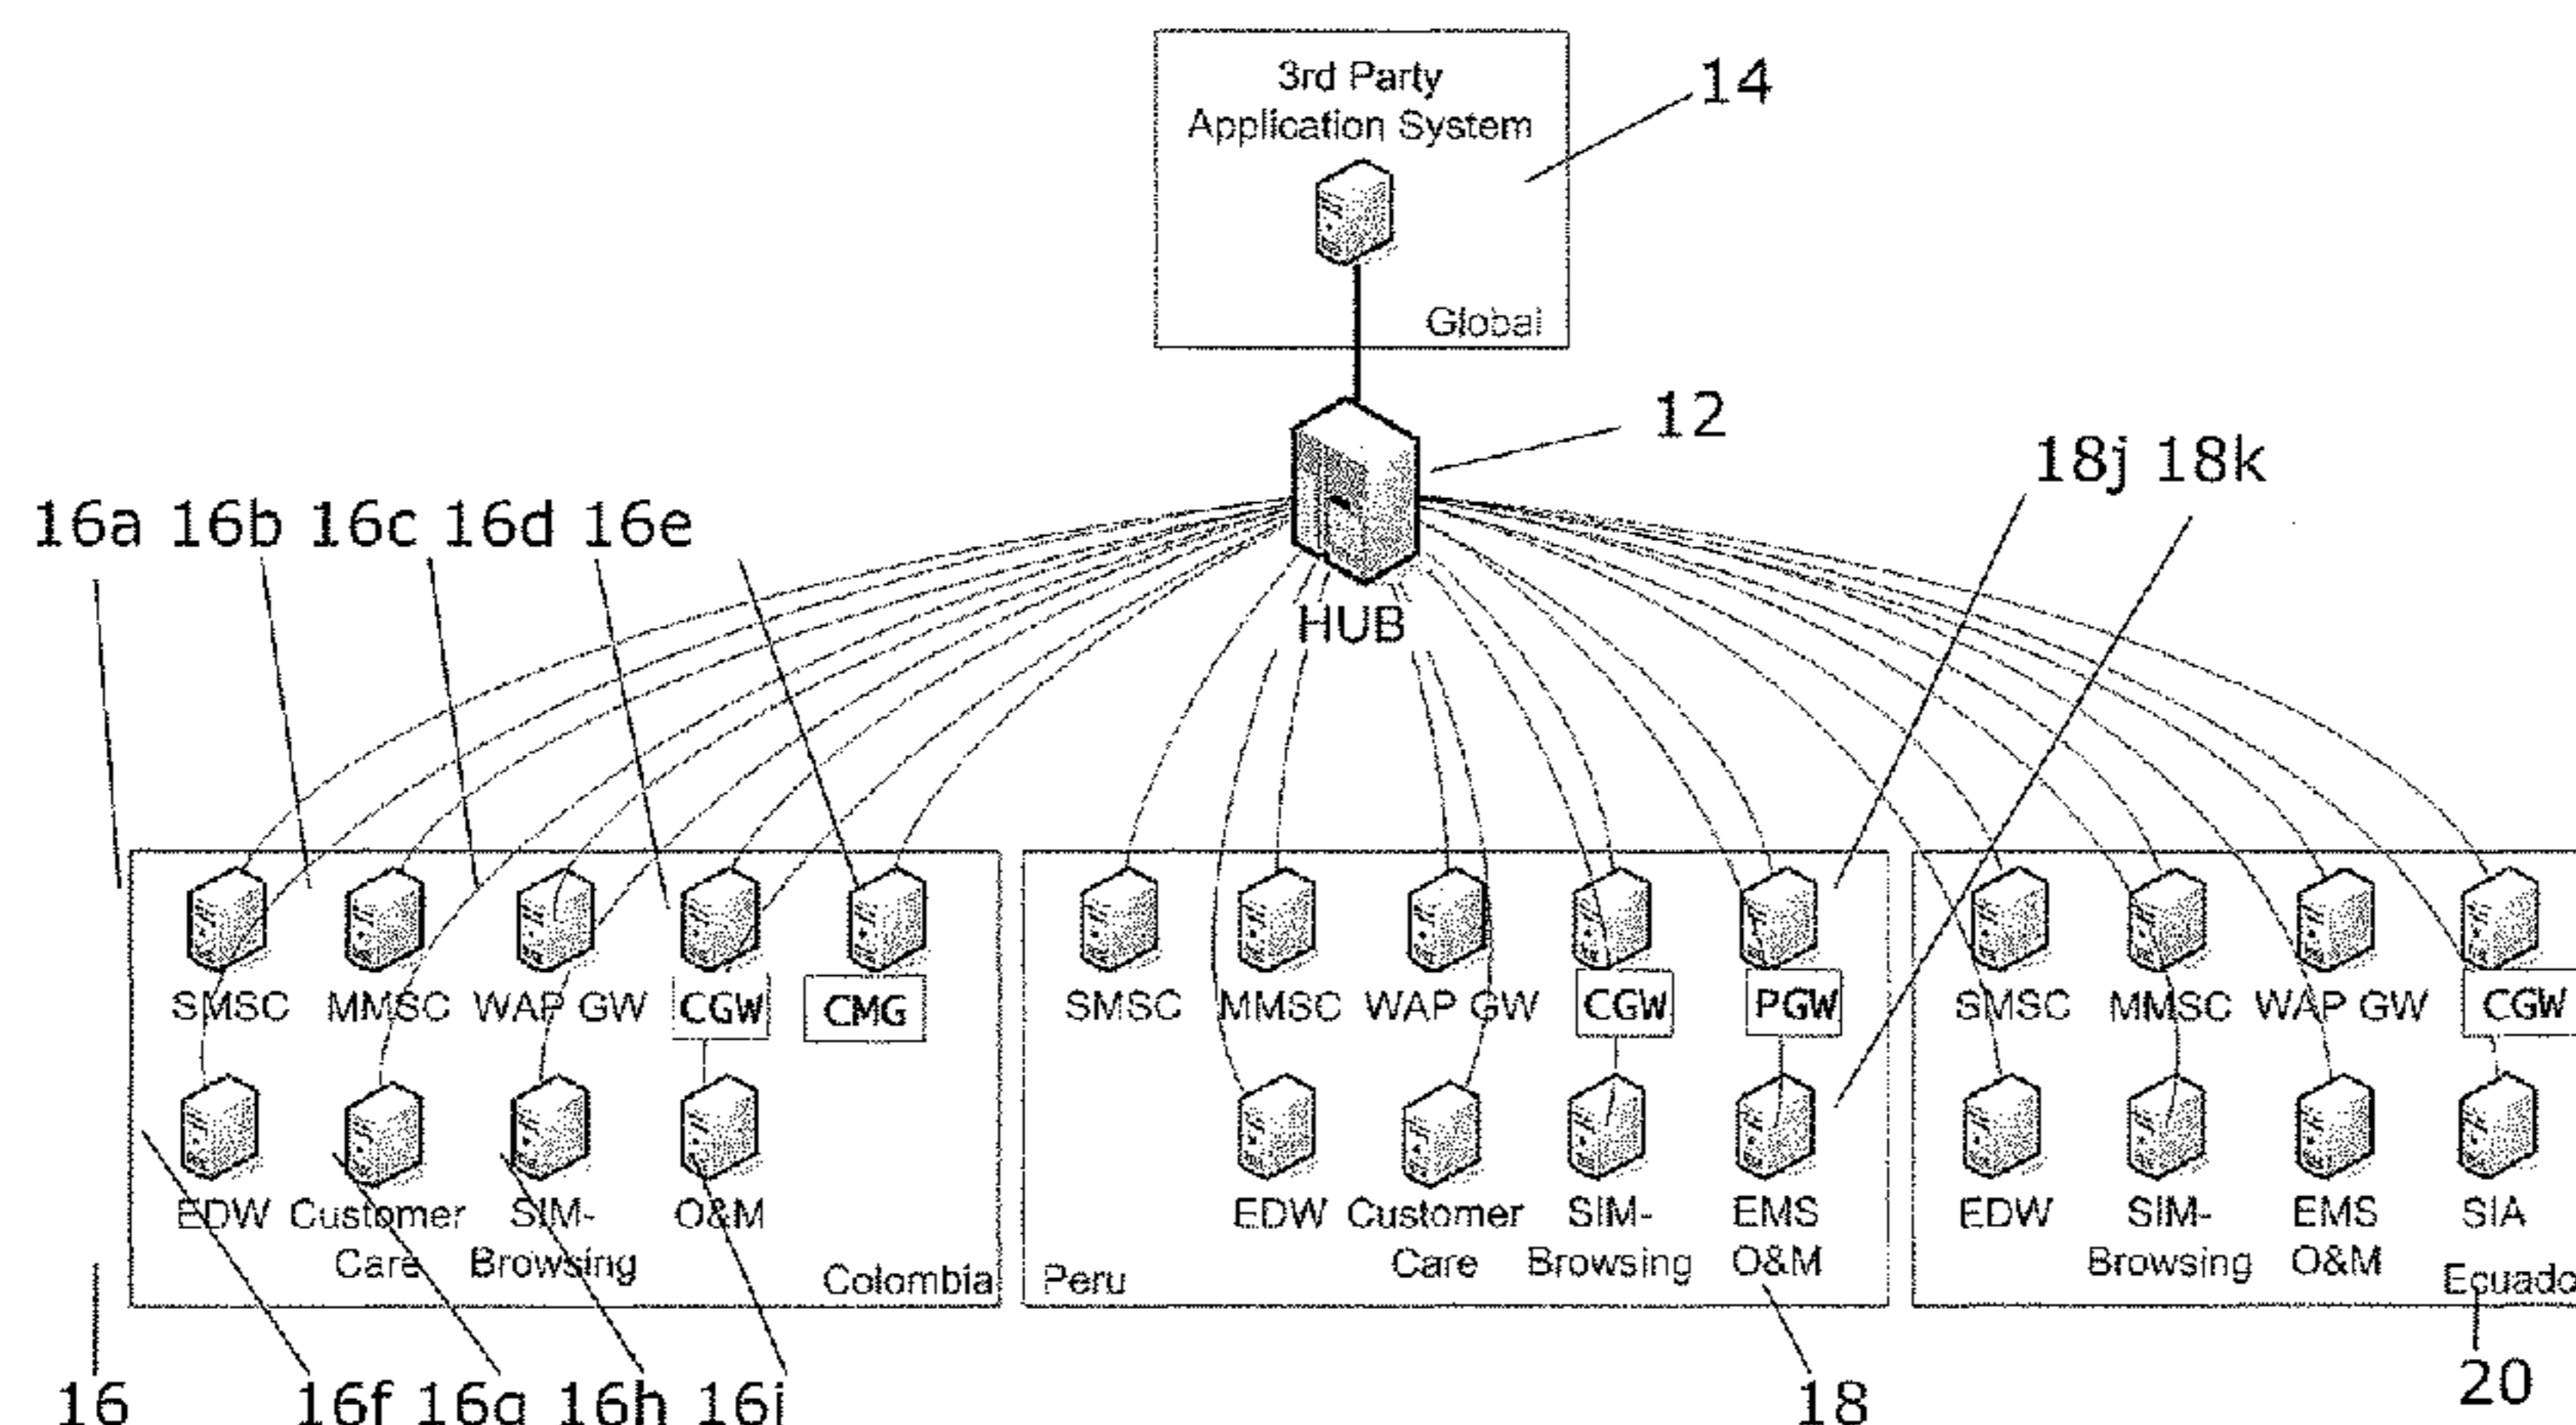 3rd Party
Application System
Global
14
12
HUB
18j 18k
16a 16b 16c 16d 16e
SMSC MMSC WAP GW CGW CMG
EDW Customer Care SIM-Browsing O&M
Colombia
SMSC MMSC WAP GW CGW PGW
EDW Customer Care SIM-Browsing EMS O&M
Peru
SMSC MMSC WAP GW CGW
EDW SIM-Browsing EMS O&M SIA
Ecuado
16 16f 16g 16h 16i 18 20